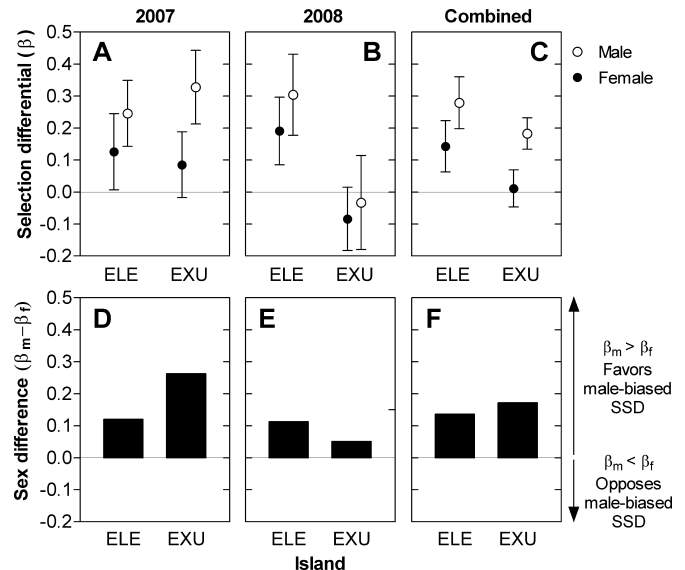 2007 2008 Combined
A B C
Male
Female
Selection differential (β)
0.5
0.4
0.3
0.2
0.1
0.0
-0.1
-0.2
ELE EXU ELE EXU ELE EXU
D E F
Sex difference (βm–βf)
0.5
0.4
0.3
0.2
0.1
0.0
-0.1
-0.2
ELE EXU ELE EXU ELE EXU
Island
βm > βf
Favors
male-biased
SSD
βm < βf
Opposes
male-biased
SSD